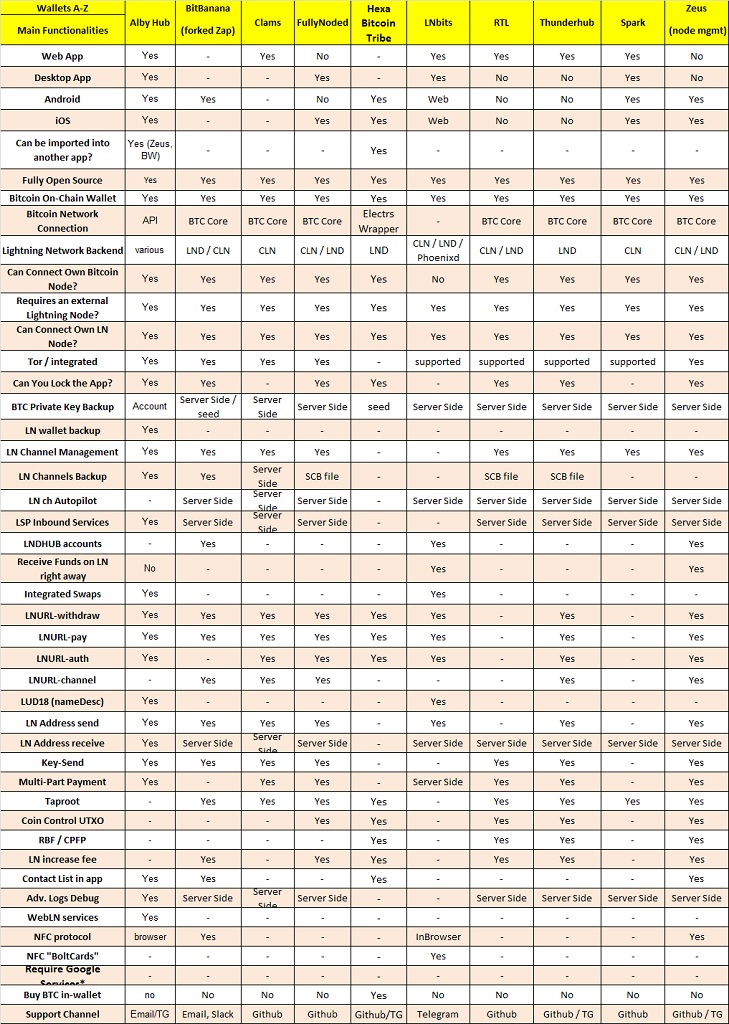 Wallets A-Z | Alby Hub | BitBanana (forked Zap) | Clams | FullyNoded | Hexa Bitcoin Tribe | LNbits | RTL | Thunderhub | Spark | Zeus (node mgmt)
Main Functionalities
Web App | Yes | - | Yes | No | - | Yes | Yes | Yes | Yes | No
Desktop App | Yes | - | - | Yes | - | Yes | No | No | Yes | No
Android | Yes | Yes | - | No | Yes | Web | No | No | Yes | Yes
iOS | Yes | - | - | Yes | Yes | Web | No | No | Yes | Yes
Can be imported into another app? | Yes (Zeus, BW) | - | - | - | Yes | - | - | - | - | -
Fully Open Source | Yes | Yes | Yes | Yes | Yes | Yes | Yes | Yes | Yes | Yes
Bitcoin On-Chain Wallet | Yes | Yes | Yes | Yes | Yes | Yes | Yes | Yes | Yes | Yes
Bitcoin Network Connection | API | BTC Core | BTC Core | BTC Core | Electrs Wrapper | - | BTC Core | BTC Core | BTC Core | BTC Core
Lightning Network Backend | various | LND / CLN | CLN | CLN / LND | LND | CLN / LND / Phoenixd | CLN / LND | LND | CLN | CLN / LND
Can Connect Own Bitcoin Node? | Yes | Yes | Yes | Yes | Yes | No | Yes | Yes | Yes | Yes
Requires an external Lightning Node? | Yes | Yes | Yes | Yes | Yes | Yes | Yes | Yes | Yes | Yes
Can Connect Own LN Node? | Yes | Yes | Yes | Yes | Yes | Yes | Yes | Yes | Yes | Yes
Tor / integrated | Yes | Yes | Yes | Yes | - | supported | supported | supported | supported | Yes
Can You Lock the App? | Yes | Yes | - | Yes | Yes | - | Yes | Yes | - | Yes
BTC Private Key Backup | Account | Server Side / seed | Server Side | Server Side | seed | Server Side | Server Side | Server Side | Server Side | Server Side
LN wallet backup | Yes | - | - | - | - | - | - | - | - | -
LN Channel Management | Yes | Yes | Yes | Yes | - | - | Yes | Yes | Yes | Yes
LN Channels Backup | Yes | Yes | Server Side | SCB file | - | - | SCB file | SCB file | - | -
LN ch Autopilot | - | Server Side | Server Side | Server Side | - | Server Side | Server Side | Server Side | Server Side | Server Side
LSP Inbound Services | Yes | Server Side | Server Side | Server Side | - | - | Server Side | Server Side | Server Side | Server Side
LNDHUB accounts | - | Yes | - | - | - | Yes | - | - | - | Yes
Receive Funds on LN right away | No | - | - | - | - | Yes | - | - | - | Yes
Integrated Swaps | Yes | - | - | - | - | Yes | - | - | - | -
LNURL-withdraw | Yes | Yes | Yes | Yes | Yes | Yes | - | Yes | - | Yes
LNURL-pay | Yes | Yes | Yes | Yes | Yes | Yes | - | Yes | - | Yes
LNURL-auth | Yes | - | Yes | Yes | Yes | Yes | - | Yes | - | Yes
LNURL-channel | - | Yes | Yes | Yes | - | - | - | Yes | - | Yes
LUD18 (nameDesc) | Yes | - | - | - | - | Yes | - | - | - | -
LN Address send | Yes | Yes | Yes | Yes | - | Yes | - | Yes | - | Yes
LN Address receive | Yes | Server Side | Server Side | Server Side | - | Server Side | Server Side | Server Side | Server Side | Server Side
Key-Send | Yes | Yes | Yes | Yes | - | - | Yes | Yes | - | Yes
Multi-Part Payment | Yes | - | Yes | Yes | - | Server Side | Yes | Yes | - | Yes
Taproot | - | Yes | Yes | Yes | Yes | - | Yes | Yes | Yes | Yes
Coin Control UTXO | - | - | - | Yes | Yes | - | Yes | Yes | - | Yes
RBF / CPFP | - | - | - | - | Yes | - | Yes | Yes | - | Yes
LN increase fee | - | Yes | - | Yes | Yes | - | Yes | Yes | - | Yes
Contact List in app | Yes | Yes | - | - | Yes | - | - | - | - | Yes
Adv. Logs Debug | Yes | Server Side | Server Side | Server Side | - | - | Server Side | Server Side | Server Side | Server Side
WebLN services | Yes | - | - | - | - | - | - | - | - | -
NFC protocol | browser | Yes | - | - | - | InBrowser | - | - | - | Yes
NFC "BoltCards" | - | - | - | - | - | Yes | - | - | - | -
Require Google Services* | - | - | - | - | - | - | - | - | - | -
Buy BTC in-wallet | no | No | No | No | Yes | No | No | No | No | No
Support Channel | Email/TG | Email, Slack | Github | Github | Github/TG | Telegram | Github | Github / TG | Github | Github / TG